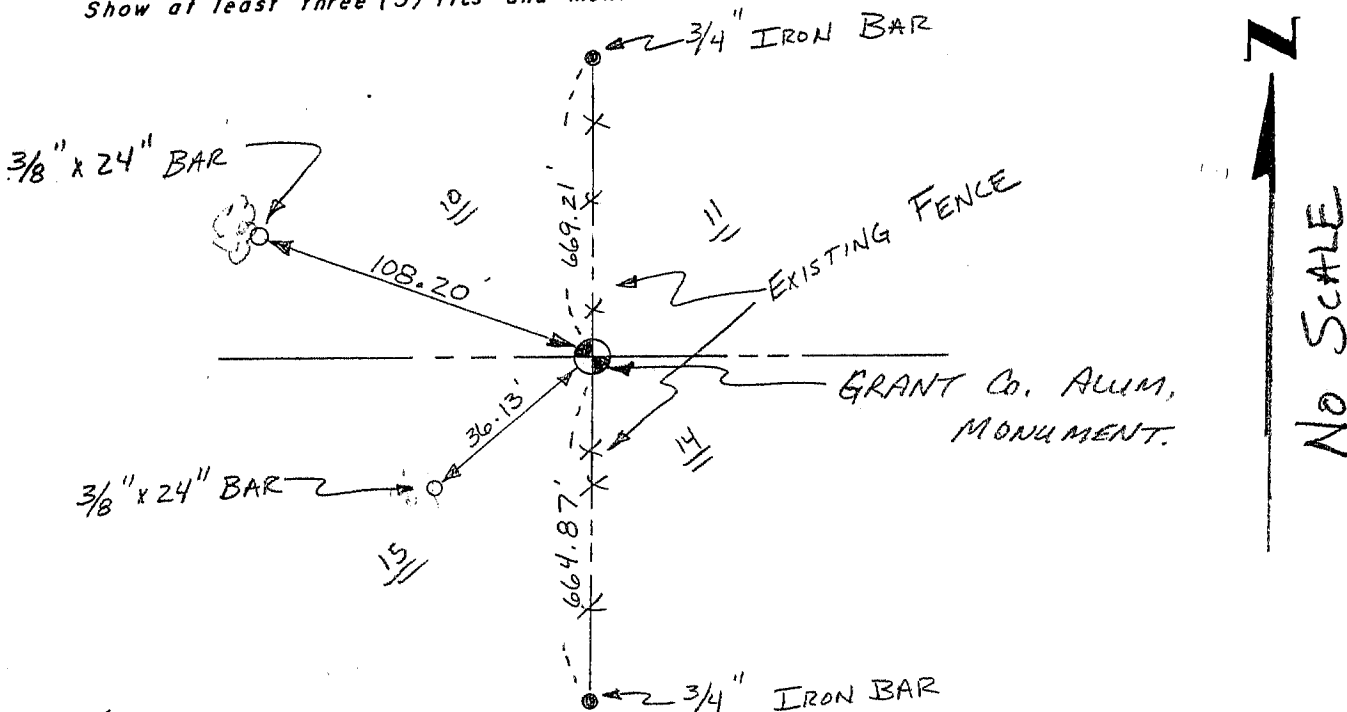 Show at least three (3) ties and
3/4" IRON BAR
N
3/8" x 24" BAR
10
11
669.21'
EXISTING FENCE
108.20'
NO SCALE
GRANT Co. ALUM,
MONUMENT.
36.13'
14
3/8" x 24" BAR
15
664.87'
3/4" IRON BAR